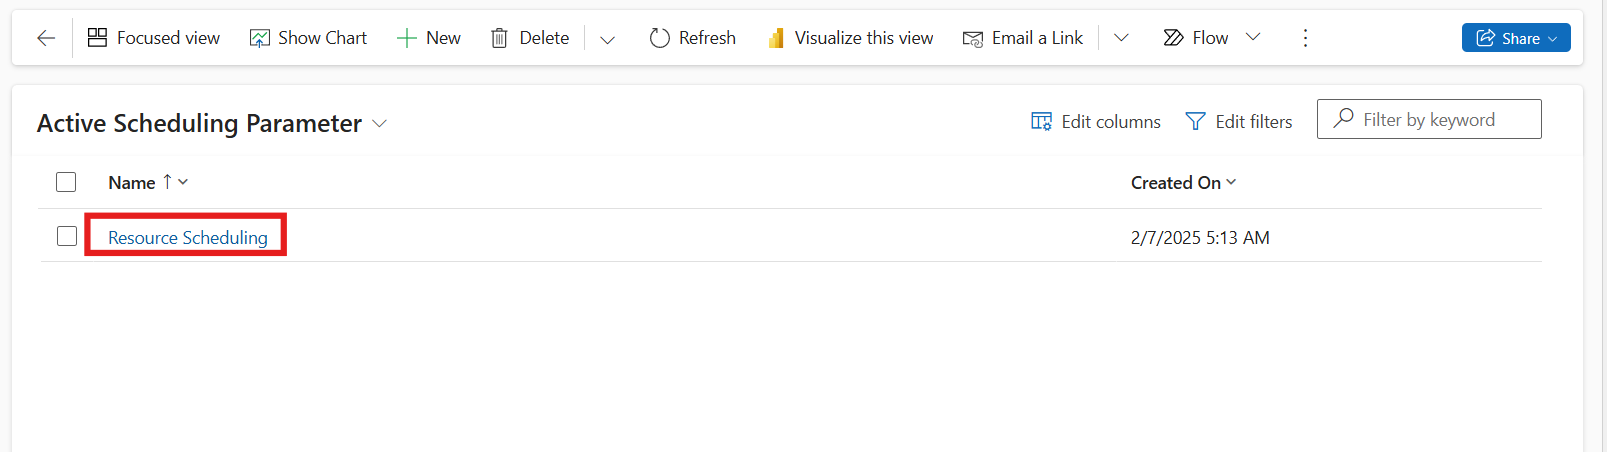 Focused view Show Chart New Delete Refresh Visualize this view Email a Link Flow Share
Active Scheduling Parameter Edit columns Edit filters Filter by keyword
Name Created On
Resource Scheduling 2/7/2025 5:13 AM